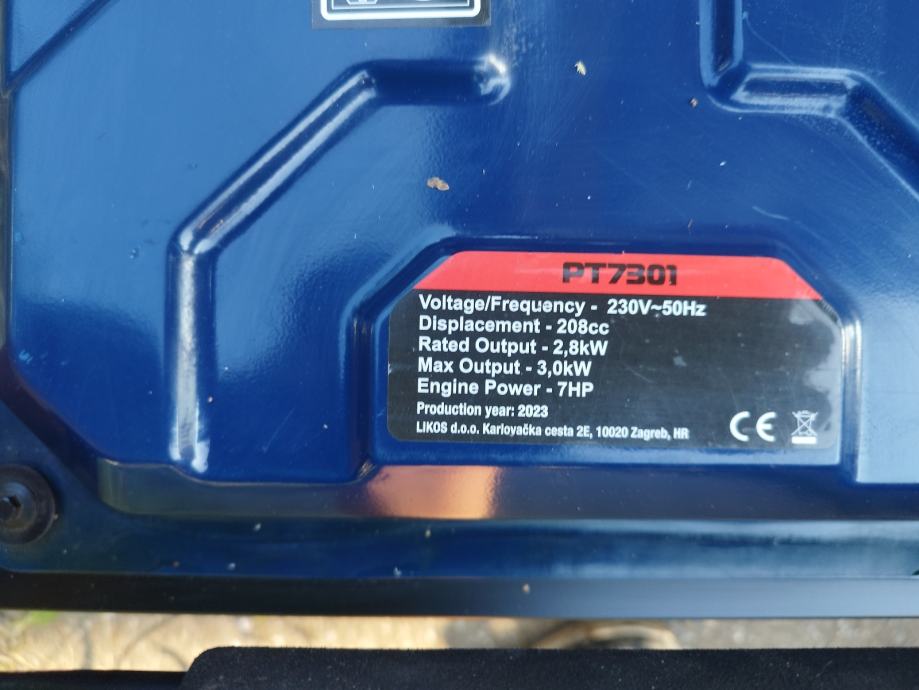 PT7301
Voltage/Frequency - 230V~50Hz
Displacement - 208cc
Rated Output - 2,8kW
Max Output - 3,0kW
Engine Power - 7HP
Production year: 2023
LIKOS d.o.o. Karlovačka cesta 2E, 10020 Zagreb, HR
CE